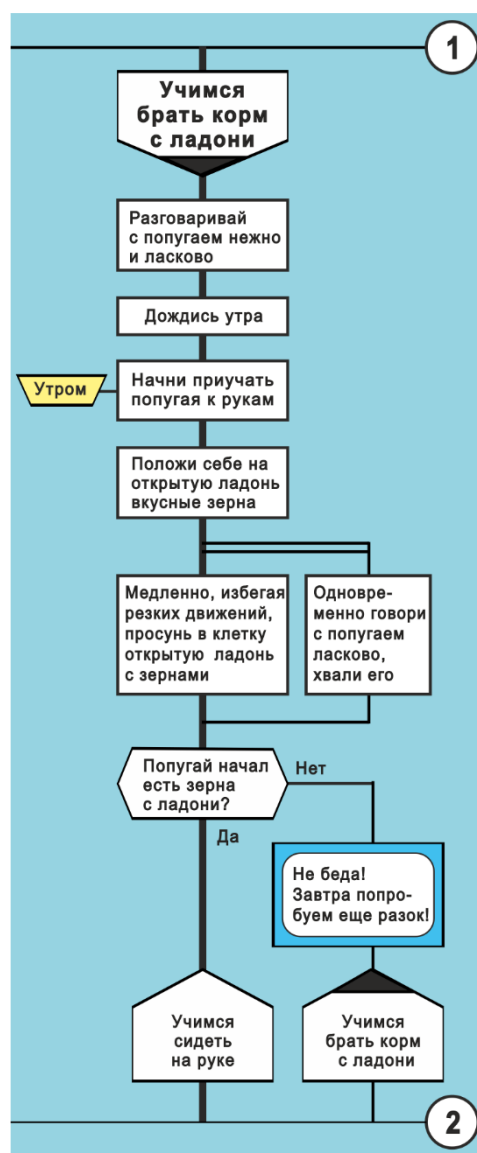 1
Учимся
брать корм
с ладони
Разговаривай
с попугаем нежно
и ласково
Дождись утра
Утром
Начни приучать
попугая к рукам
Положи себе на
открытую ладонь
вкусные зерна
Медленно, избегая
резких движений,
просунь в клетку
открытую ладонь
с зернами
Одновре-
менно говори
с попугаем
ласково,
хвали его
Попугай начал
есть зерна
с ладони?
Нет
Да
Не беда!
Завтра попро-
буем еще разок!
Учимся
сидеть
на руке
Учимся
брать корм
с ладони
2